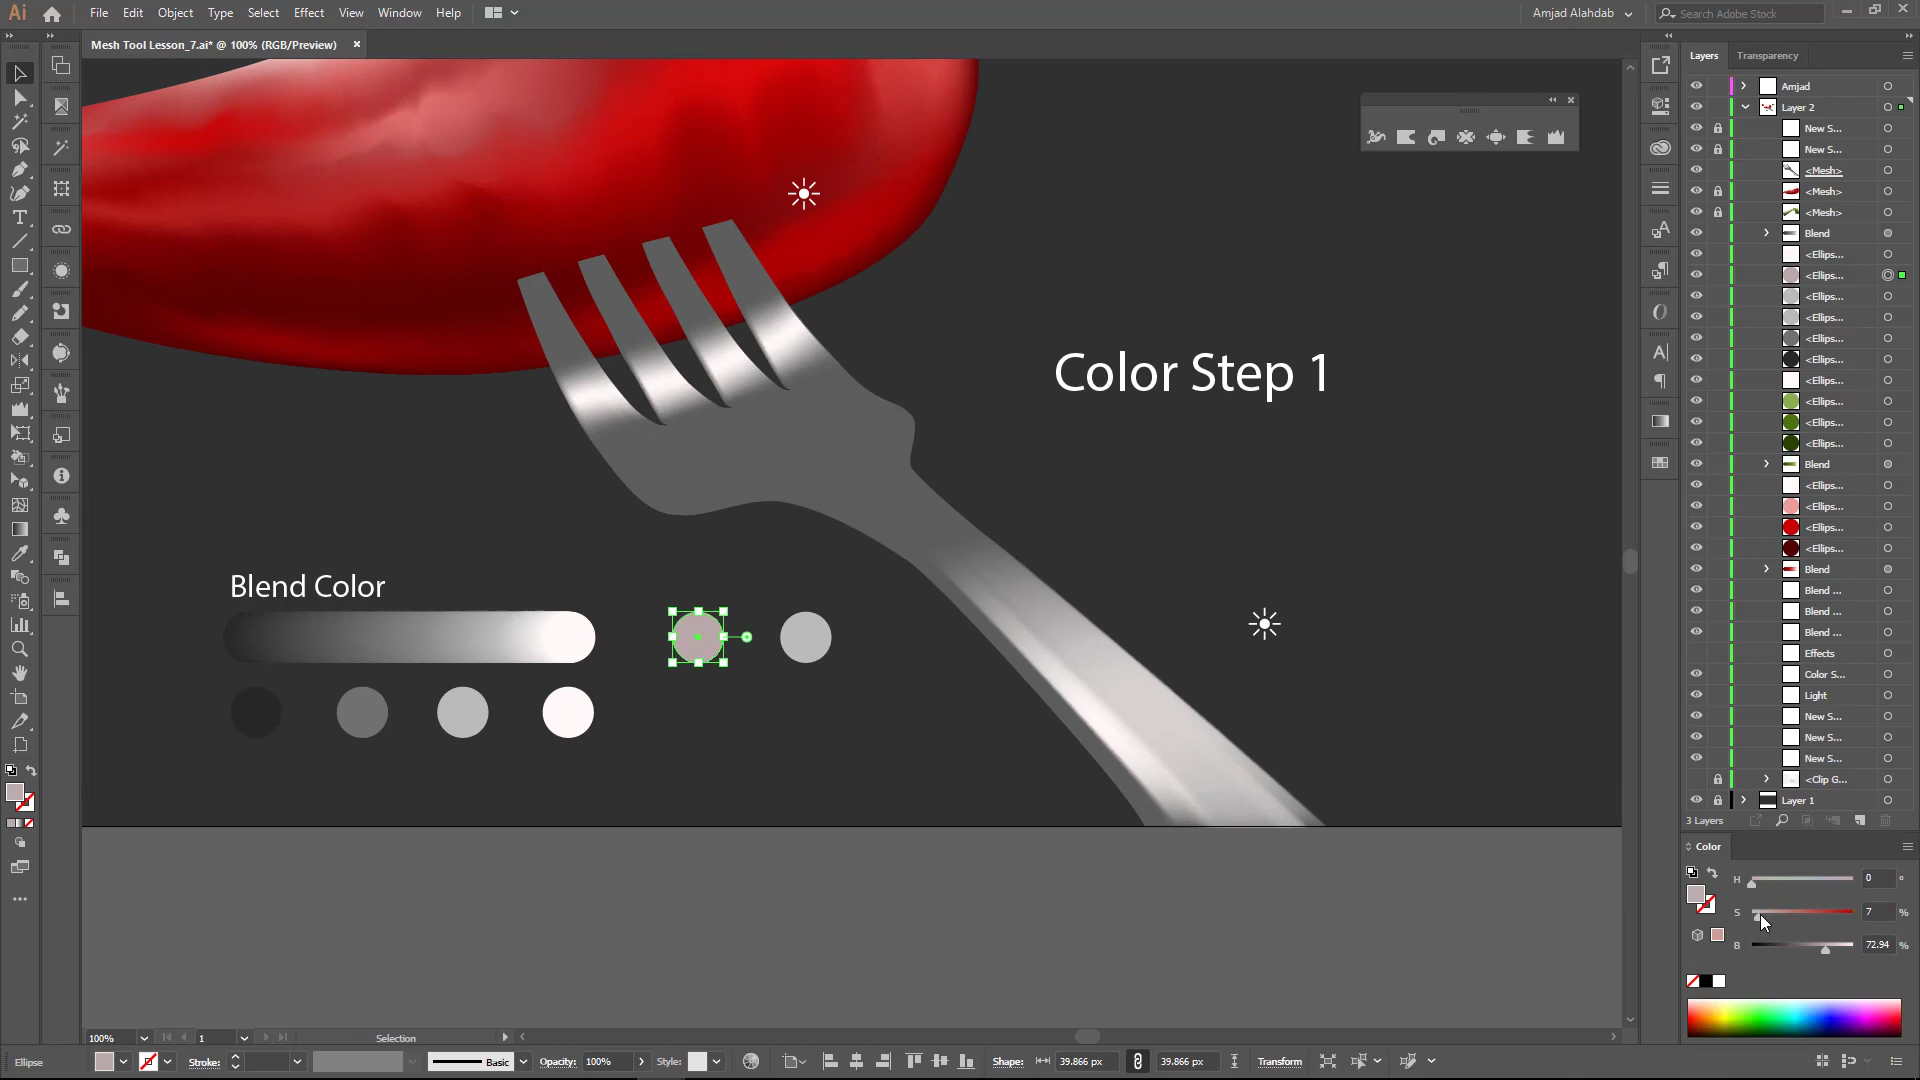 Ai File Edit Object Type Select Effect View Window Help Amjad Alahdab Search Adobe Stock
Mesh Tool Lesson_7.ai* @ 100% (RGB/Preview)
Layers Transparency
Amjad
Layer 2
New S...
New S...
<Mesh>
<Mesh>
<Mesh>
Blend
<Ellips...
<Ellips...
<Ellips...
<Ellips...
<Ellips...
<Ellips...
<Ellips...
<Ellips...
<Ellips...
<Ellips...
Blend
<Ellips...
<Ellips...
<Ellips...
<Ellips...
Blend
Blend ...
Blend ...
Blend ...
Effects
Color S...
Light
New S...
New S...
New S...
<Clip G...
Layer 1
3 Layers
Color Step 1
Blend Color
Color
H 0 °
S 7 %
B 72.94 %
100% 1 Selection
Ellipse Stroke: Basic Opacity: 100% Style: Shape: 39.866 px 39.866 px Transform